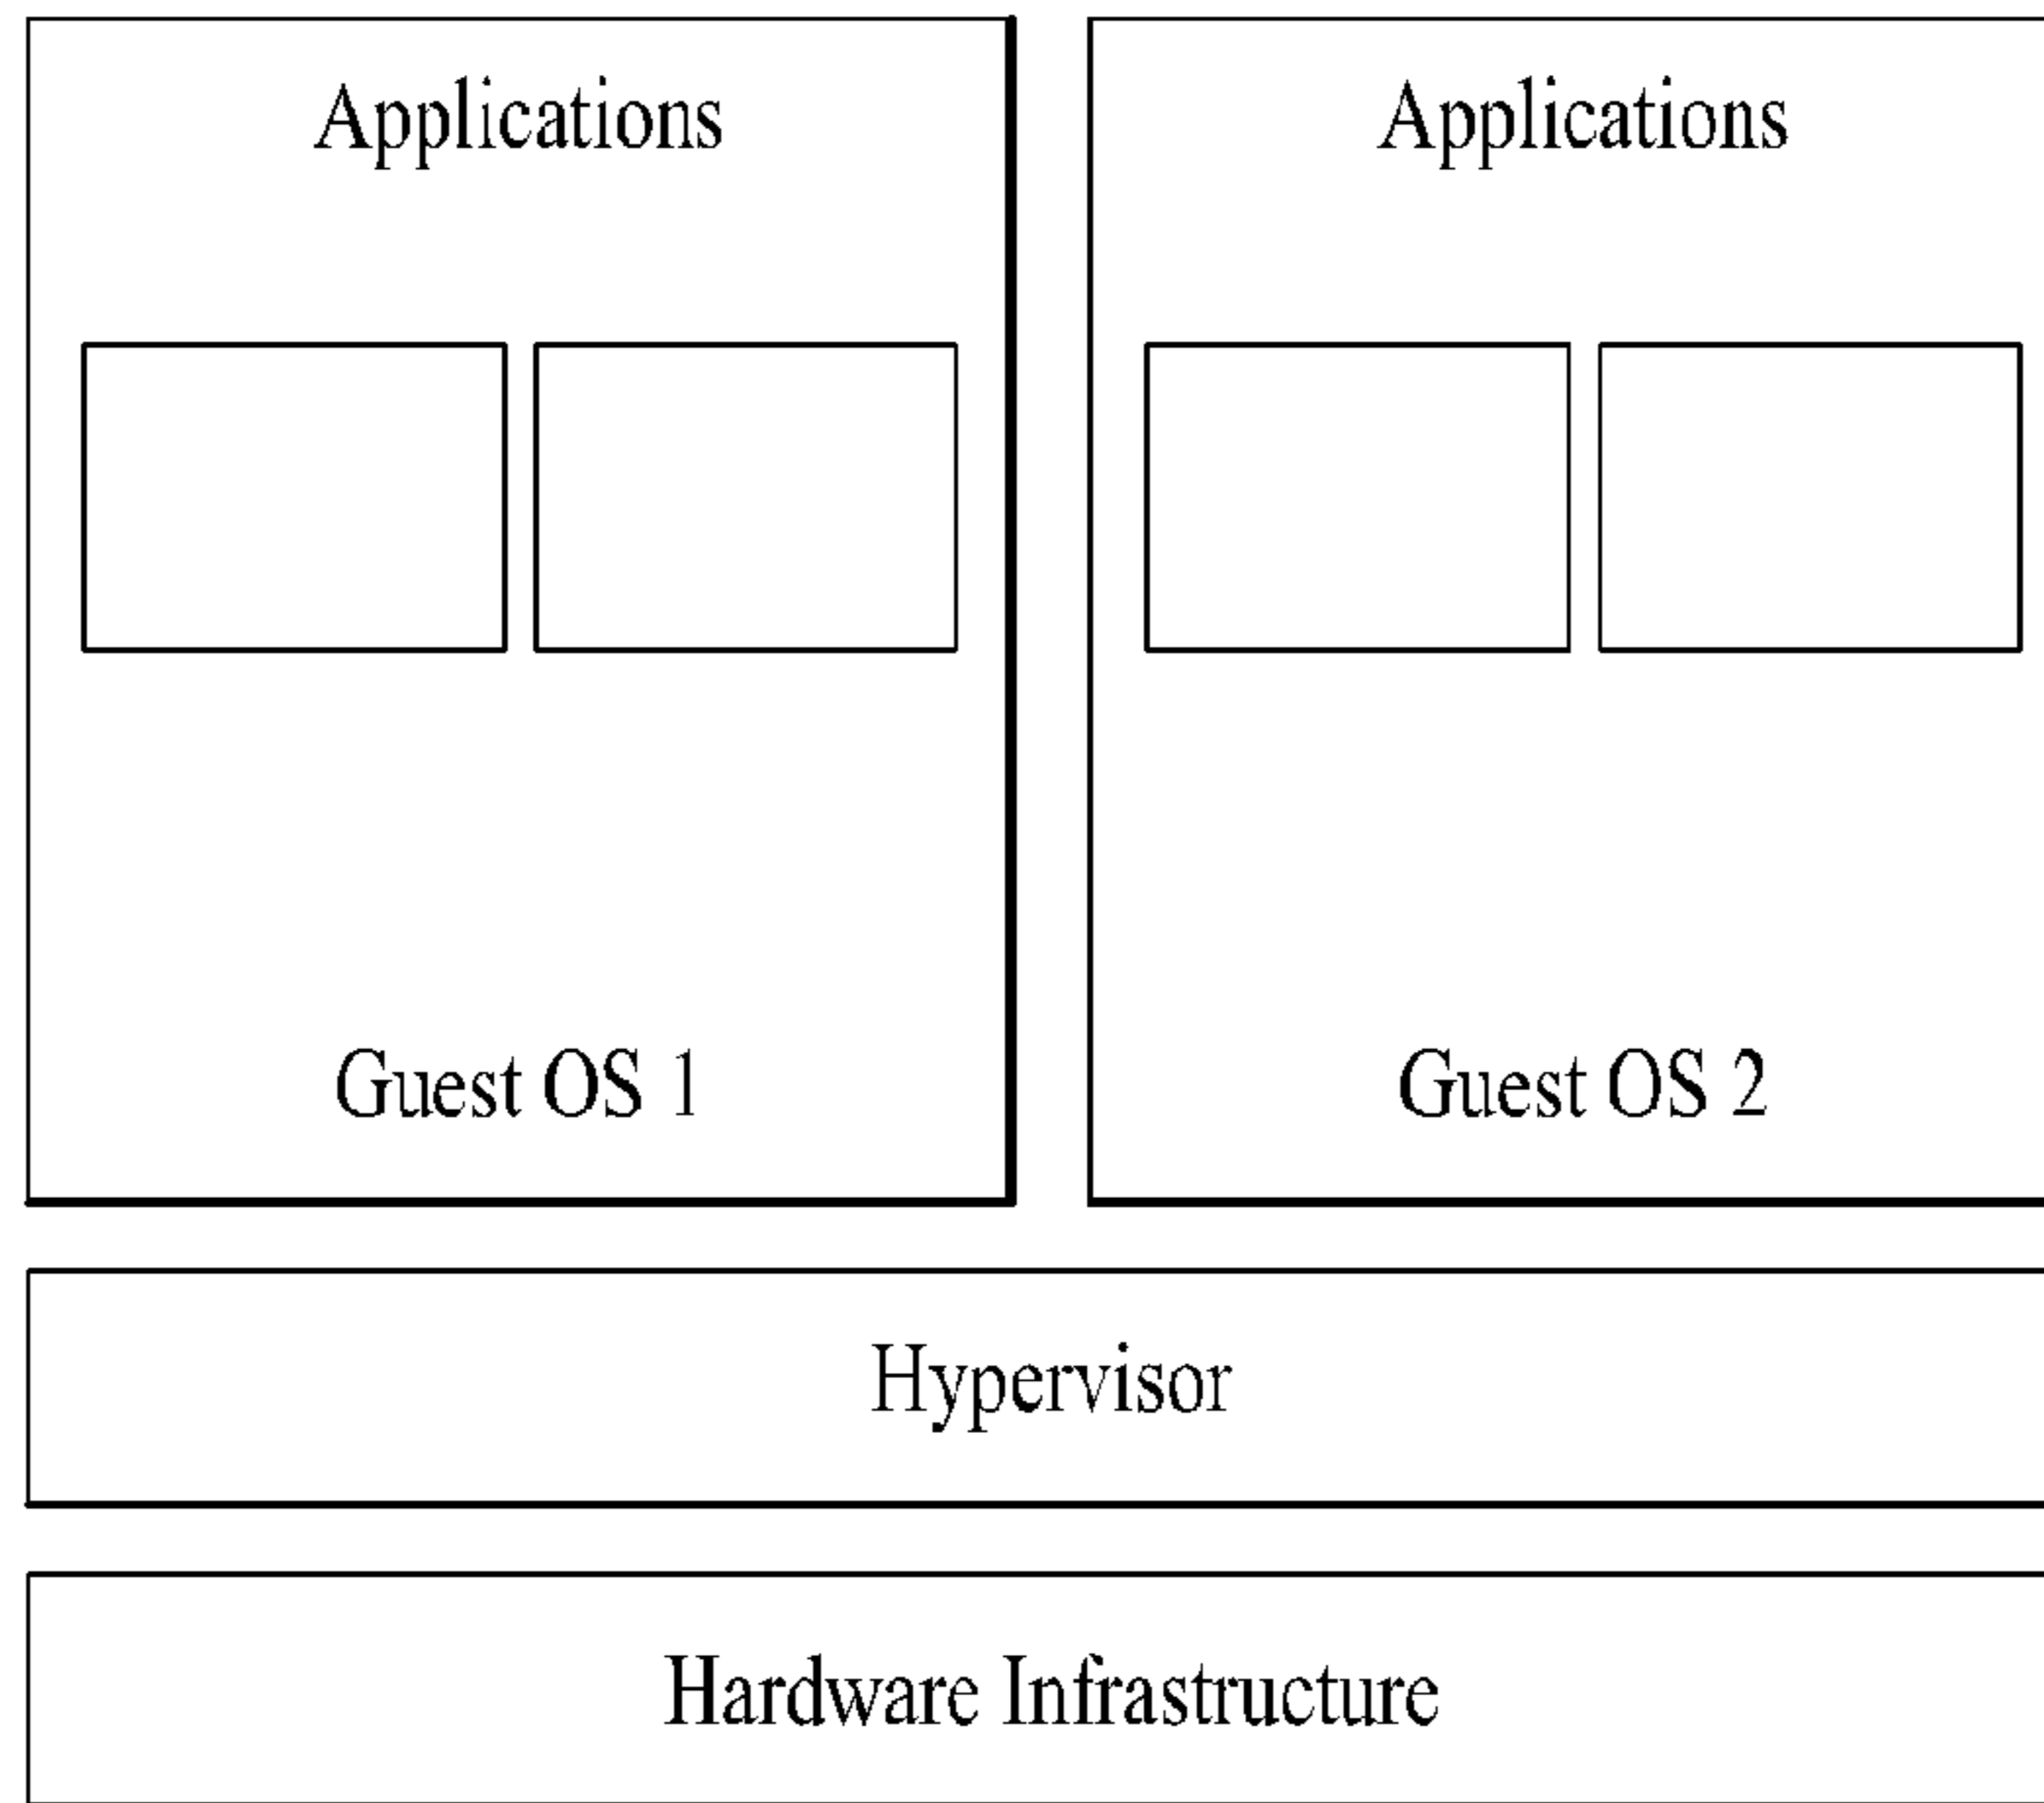 Applications
Applications
Guest OS 1
Guest OS 2
Hypervisor
Hardware Infrastructure